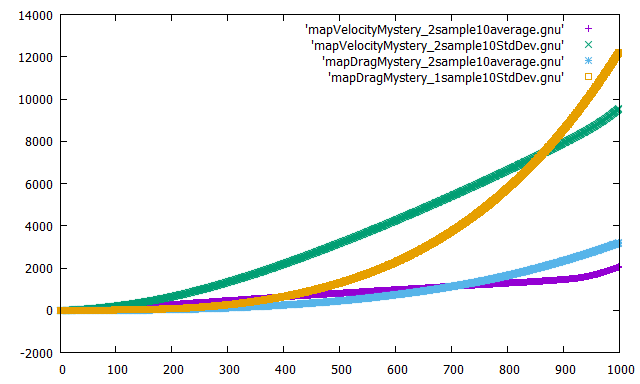 14000
12000
10000
8000
6000
4000
2000
0
-2000
'mapVelocityMystery_2sample10average.gnu'
'mapVelocityMystery_2sample10StdDev.gnu'
'mapDragMystery_2sample10average.gnu'
'mapDragMystery_1sample10StdDev.gnu'
0 100 200 300 400 500 600 700 800 900 1000